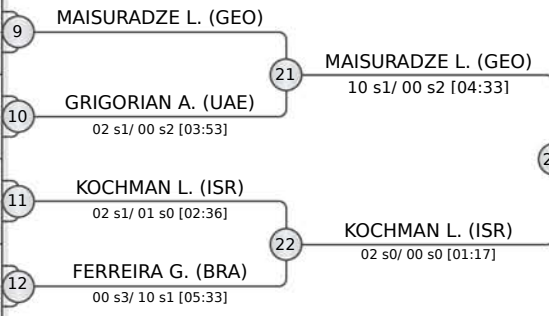 MAISURADZE L. (GEO)
9
21
MAISURADZE L. (GEO)
10 s1/ 00 s2 [04:33]
GRIGORIAN A. (UAE)
10
02 s1/ 00 s2 [03:53]
KOCHMAN L. (ISR)
11
02 s1/ 01 s0 [02:36]
22
KOCHMAN L. (ISR)
02 s0/ 00 s0 [01:17]
FERREIRA G. (BRA)
12
00 s3/ 10 s1 [05:33]